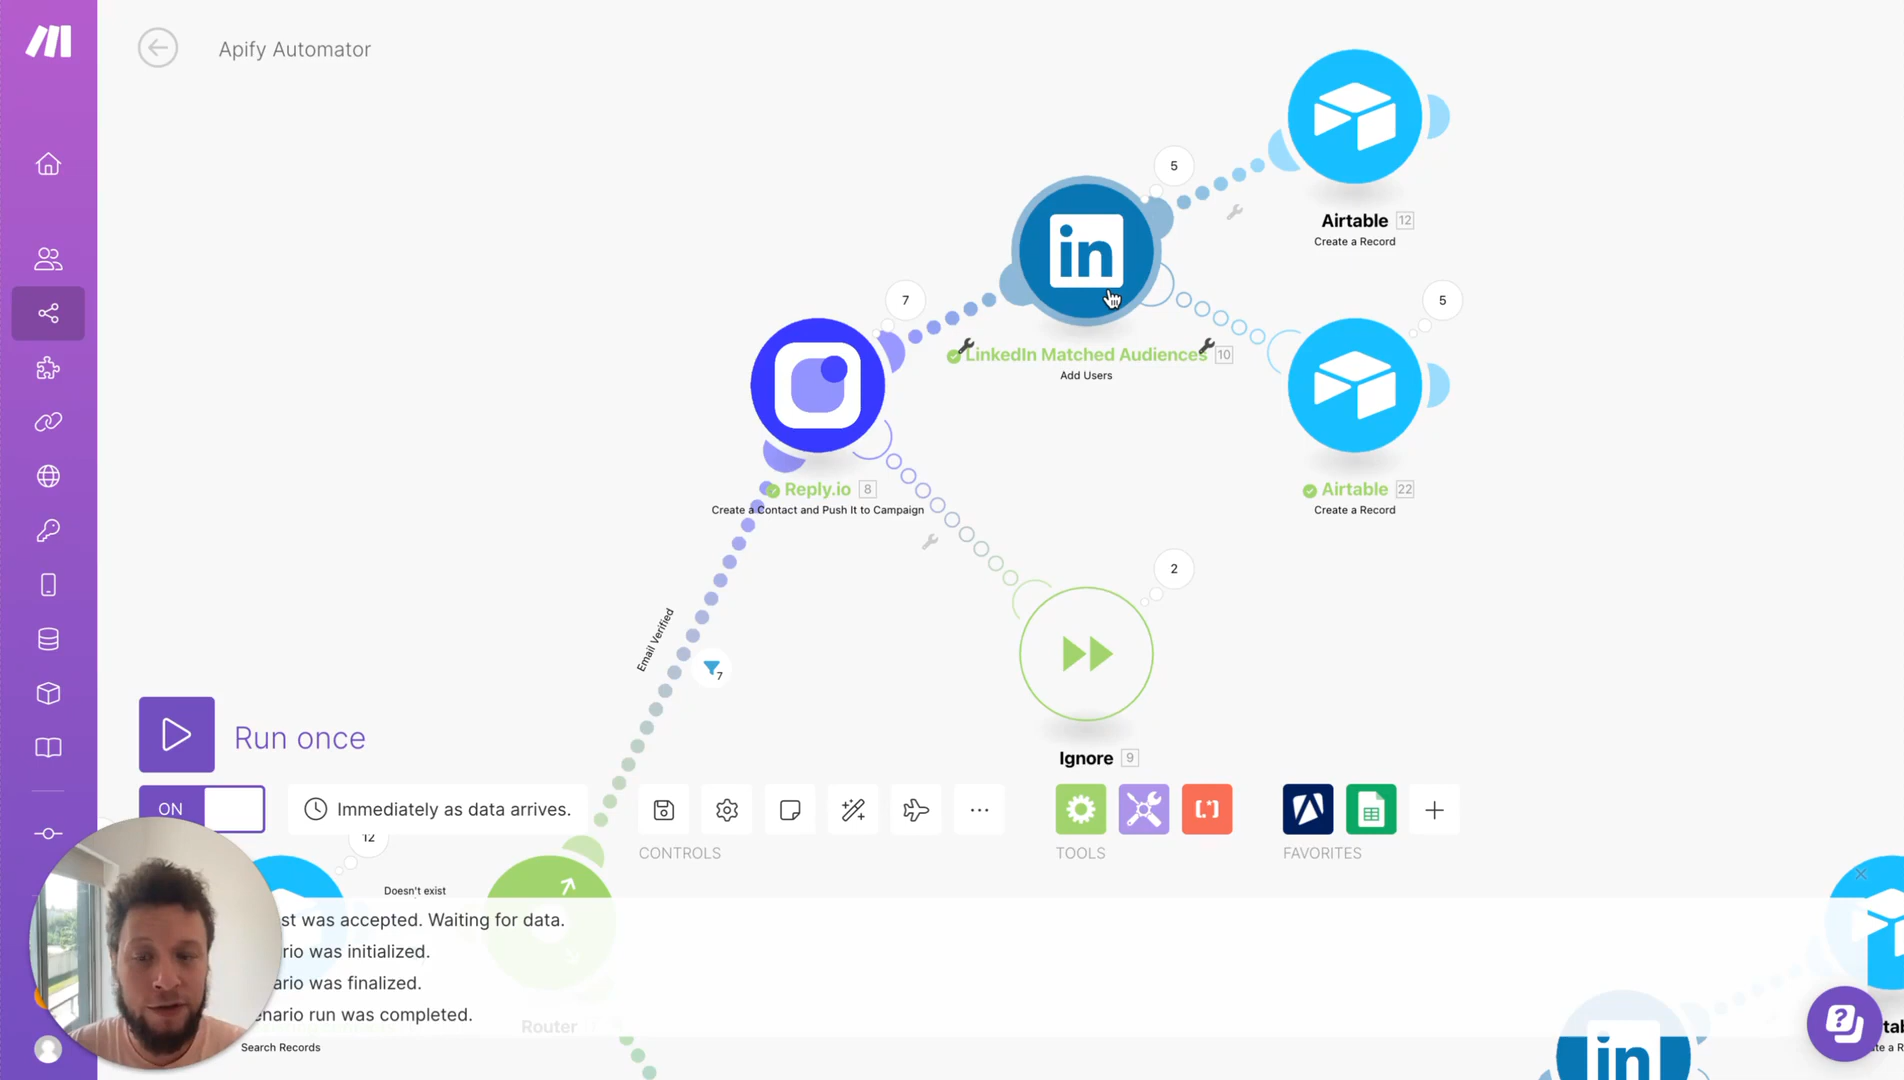 Apify Automator
5
Airtable 12
Create a Record
in
7
5
LinkedIn Matched Audiences 10
Add Users
Reply.io 8
Create a Contact and Push It to Campaign
Airtable 22
Create a Record
2
Email Verified
7
Run once
Ignore 9
ON
Immediately as data arrives.
12
CONTROLS
TOOLS
FAVORITES
Doesn't exist
st was accepted. Waiting for data.
rio was initialized.
ario was finalized.
enario run was completed.
Router
Search Records
in